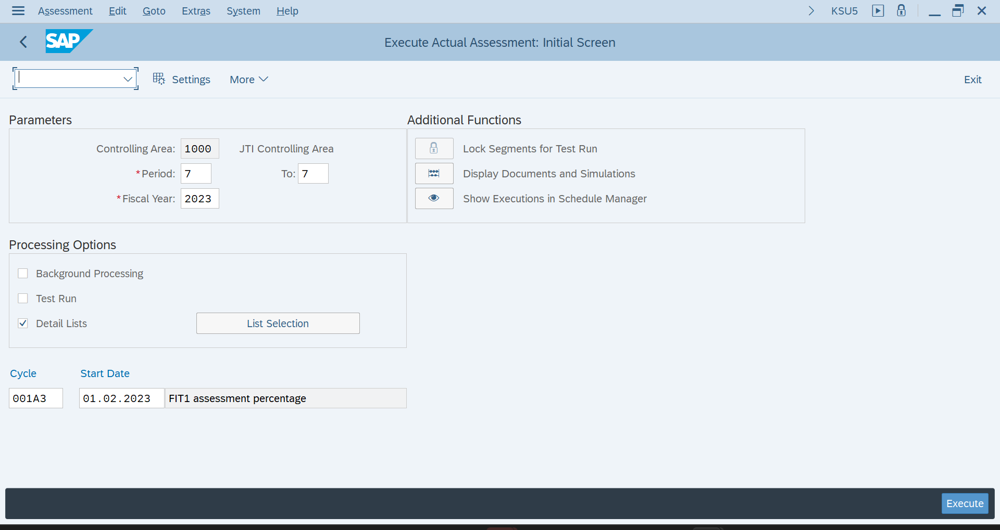 Assessment Edit Goto Extras System Help KSU5
SAP Execute Actual Assessment: Initial Screen
Settings More Exit
Parameters Additional Functions
Controlling Area: 1000 JTI Controlling Area Lock Segments for Test Run
*Period: 7 To: 7 Display Documents and Simulations
*Fiscal Year: 2023 Show Executions in Schedule Manager
Processing Options
Background Processing
Test Run
Detail Lists List Selection
Cycle Start Date
001A3 01.02.2023 FIT1 assessment percentage
Execute